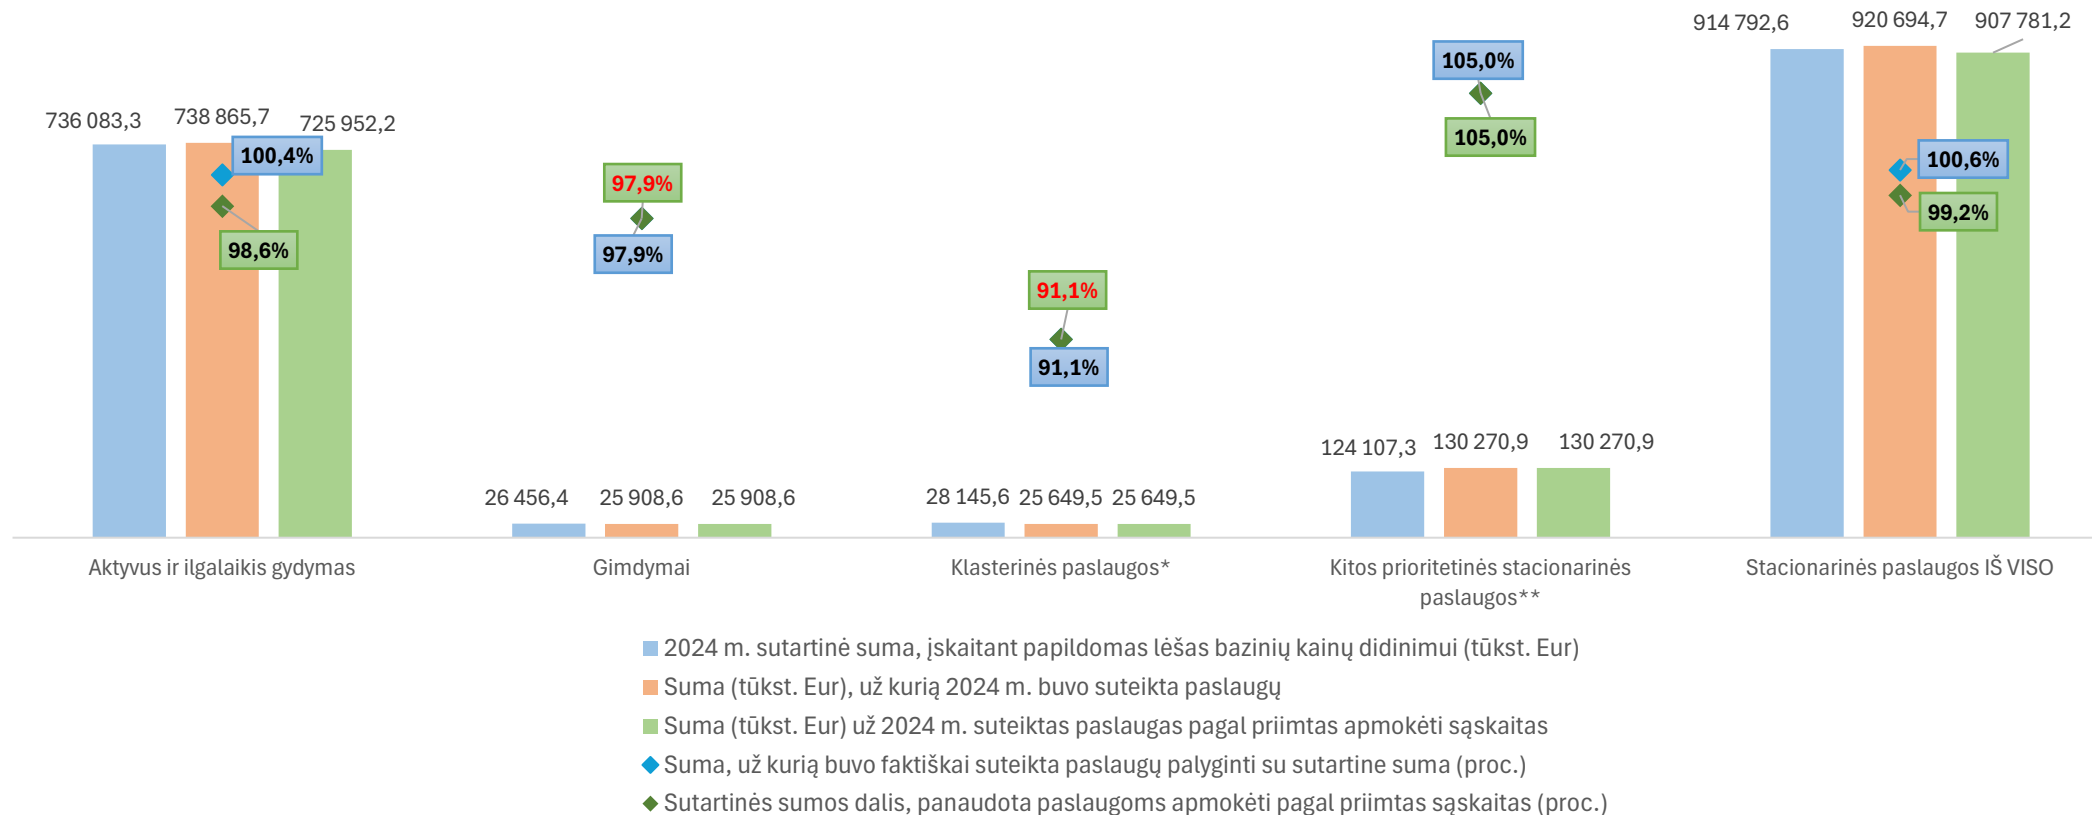 914 792,6 920 694,7 907 781,2
105,0%
736 083,3 738 865,7 725 952,2
105,0%
100,4%
100,6%
97,9%
99,2%
98,6%
97,9%
91,1%
91,1%
124 107,3 130 270,9 130 270,9
26 456,4 25 908,6 25 908,6 28 145,6 25 649,5 25 649,5
Aktyvus ir ilgalaikis gydymas Gimdymai Klasterinės paslaugos* Kitos prioritetinės stacionarinės Stacionarinės paslaugos IŠ VISO
paslaugos**
2024 m. sutartinė suma, įskaitant papildomas lėšas bazinių kainų didinimui (tūkst. Eur)
Suma (tūkst. Eur), už kurią 2024 m. buvo suteikta paslaugų
Suma (tūkst. Eur) už 2024 m. suteiktas paslaugas pagal priimtas apmokėti sąskaitas
Suma, už kurią buvo faktiškai suteikta paslaugų palyginti su sutartine suma (proc.)
Sutartinės sumos dalis, panaudota paslaugoms apmokėti pagal priimtas sąskaitas (proc.)